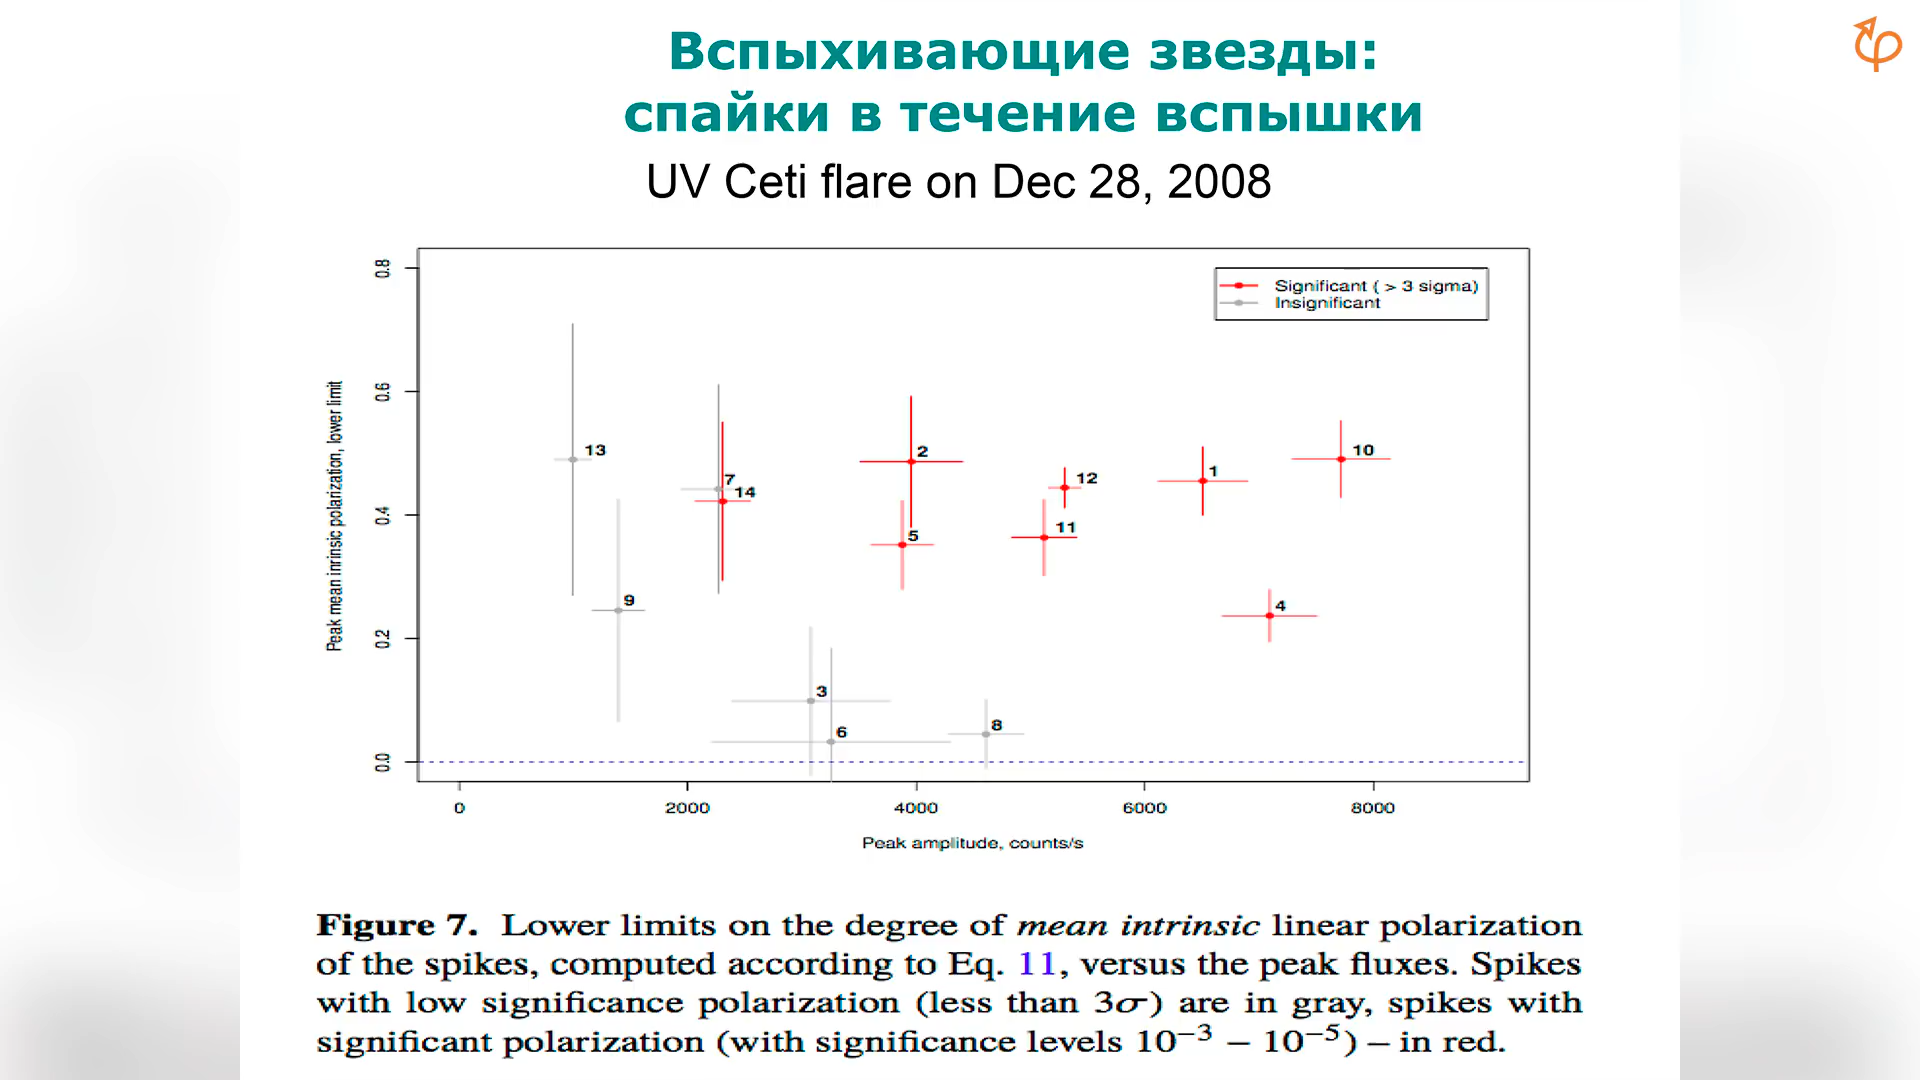 Вспыхивающие звезды:
спайки в течение вспышки
UV Ceti flare on Dec 28, 2008
Significant ( > 3 sigma)
Insignificant
Peak mean inrinsic polarization, lower limit
0.8
0.6
0.4
0.2
0.0
13
7
14
2
12
1
10
5
11
9
4
3
6
8
0 2000 4000 6000 8000
Peak amplitude, counts/s
Figure 7. Lower limits on the degree of mean intrinsic linear polarization
of the spikes, computed according to Eq. 11, versus the peak fluxes. Spikes
with low significance polarization (less than 3σ) are in gray, spikes with
significant polarization (with significance levels 10⁻³ – 10⁻⁵) – in red.